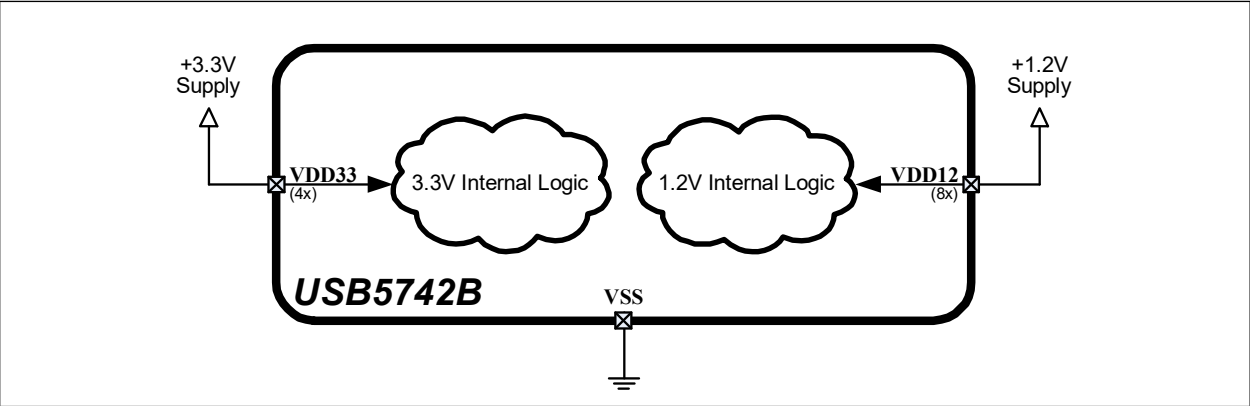 +3.3V
Supply
+1.2V
Supply
VDD33
(4x)
3.3V Internal Logic
1.2V Internal Logic
VDD12
(8x)
USB5742B
VSS